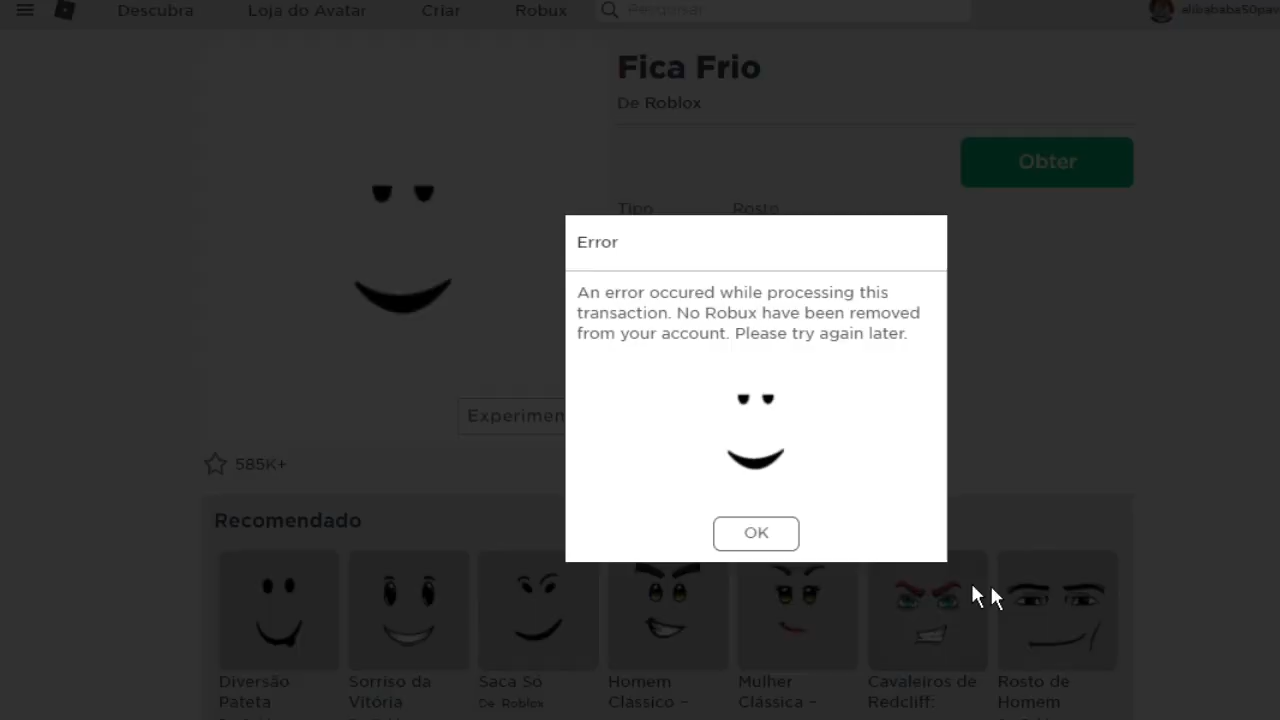 Descubra Loja do Avatar Criar Robux Pesquisar
Fica Frio
De Roblox
Obter
Tipo Rosto
Error
An error occured while processing this
transaction. No Robux have been removed
from your account. Please try again later.
Experimen
585K+
OK
Recomendado
Diversão
Pateta
Sorriso da
Vitória
Saca Só
De Roblox
Homem
Classico -
Mulher
Clássica -
Cavaleiros de
Redcliff:
Rosto de
Homem